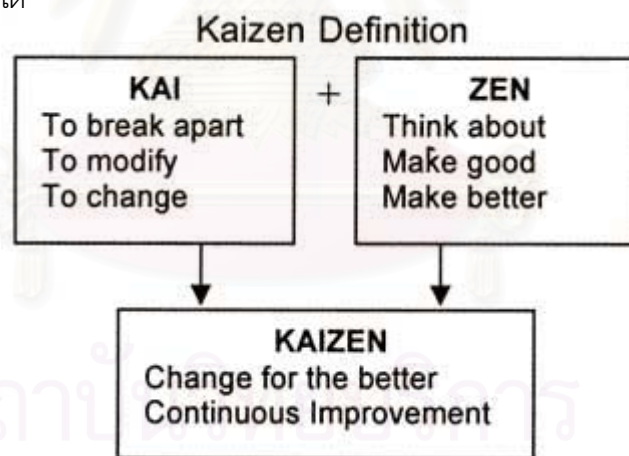 Kaizen Definition
KAI
To break apart
To modify
To change
+
ZEN
Think about
Make good
Make better
KAIZEN
Change for the better
Continuous Improvement